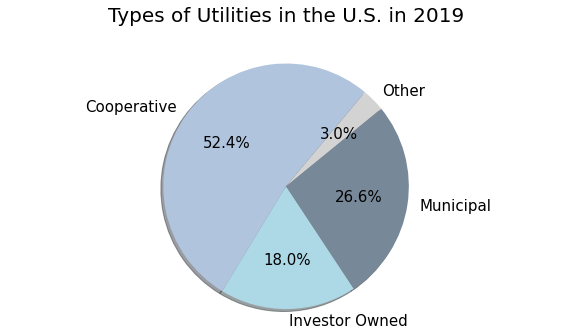 Types of Utilities in the U.S. in 2019
Other
Cooperative
3.0%
52.4%
26.6%
Municipal
18.0%
Investor Owned